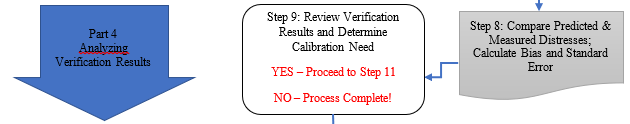 Part 4
Analyzing
Verification Results
Step 9: Review Verification
Results and Determine
Calibration Need
YES – Proceed to Step 11
NO – Process Complete!
Step 8: Compare Predicted &
Measured Distresses;
Calculate Bias and Standard
Error